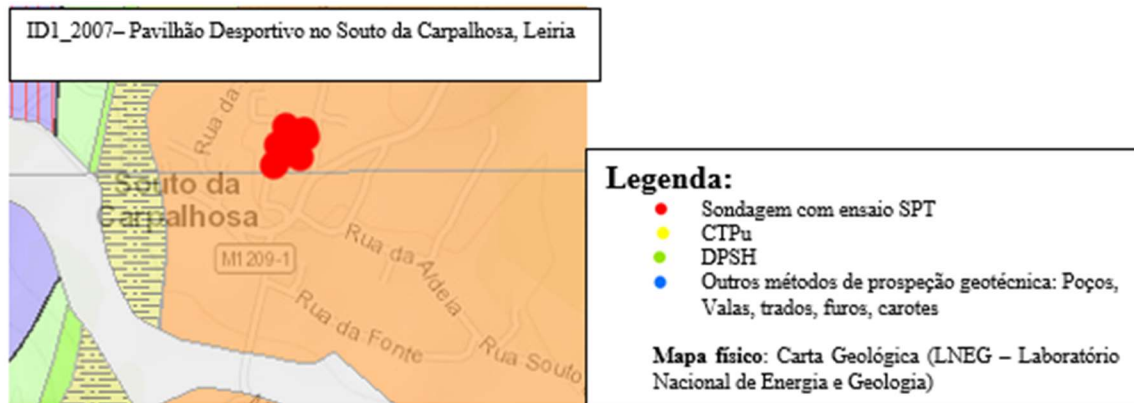 ID1_2007– Pavilhão Desportivo no Souto da Carpalhosa, Leiria
Rua da
Souto da
Carpalhosa
M1209-1
Rua da Aldeia
Rua da Fonte
Rua Souto
Legenda:
Sondagem com ensaio SPT
CTPu
DPSH
Outros métodos de prospeção geotécnica: Poços,
Valas, trados, furos, carotes
Mapa físico: Carta Geológica (LNEG – Laboratório
Nacional de Energia e Geologia)